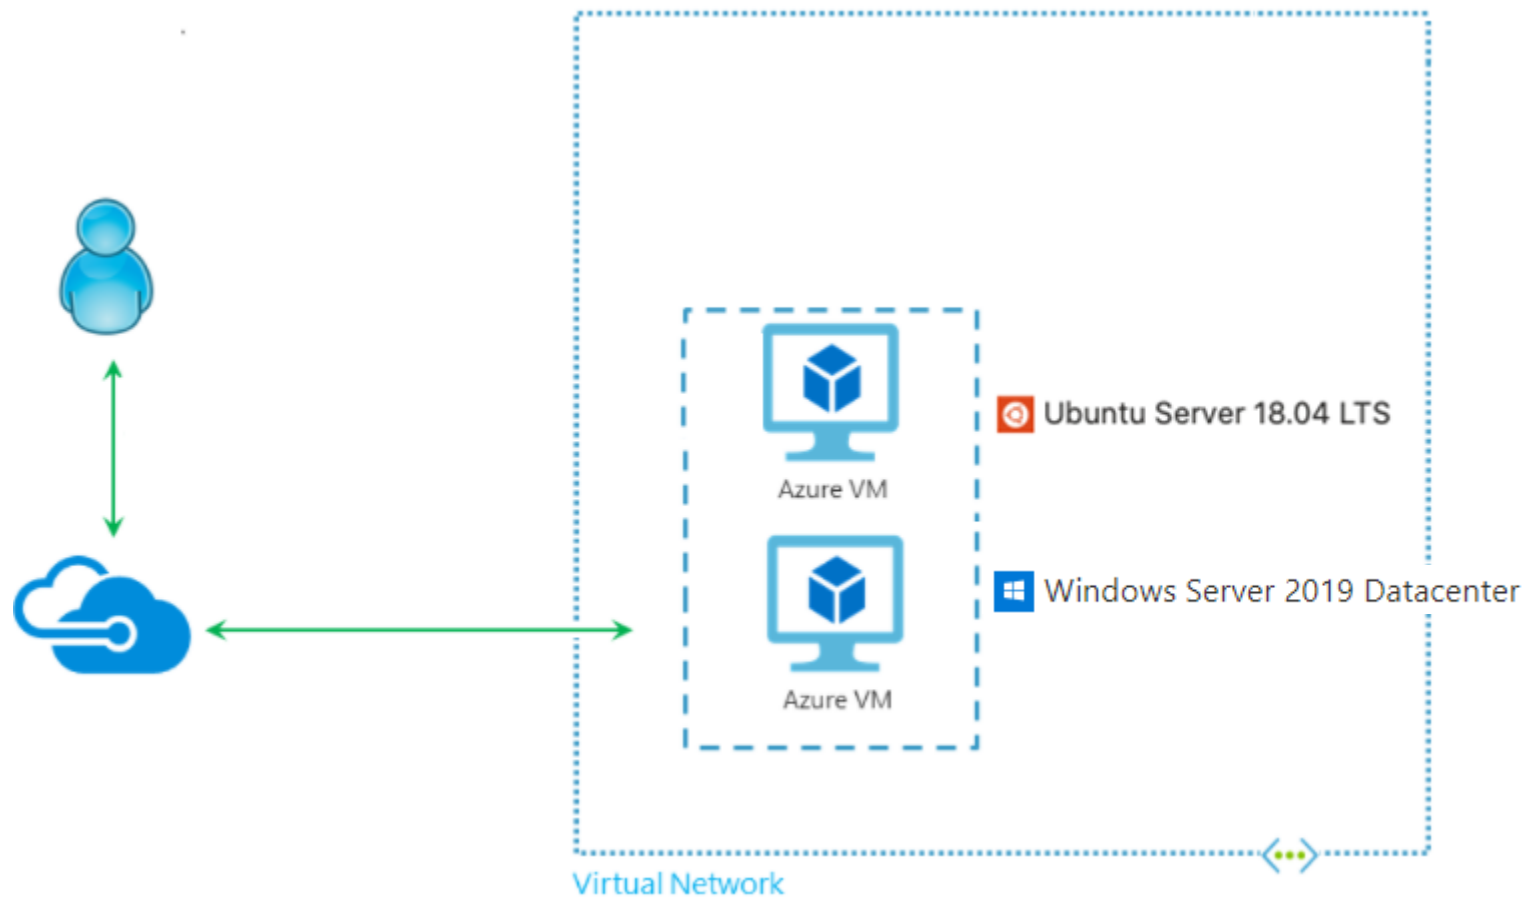 Ubuntu Server 18.04 LTS
Azure VM
Windows Server 2019 Datacenter
Azure VM
Virtual Network